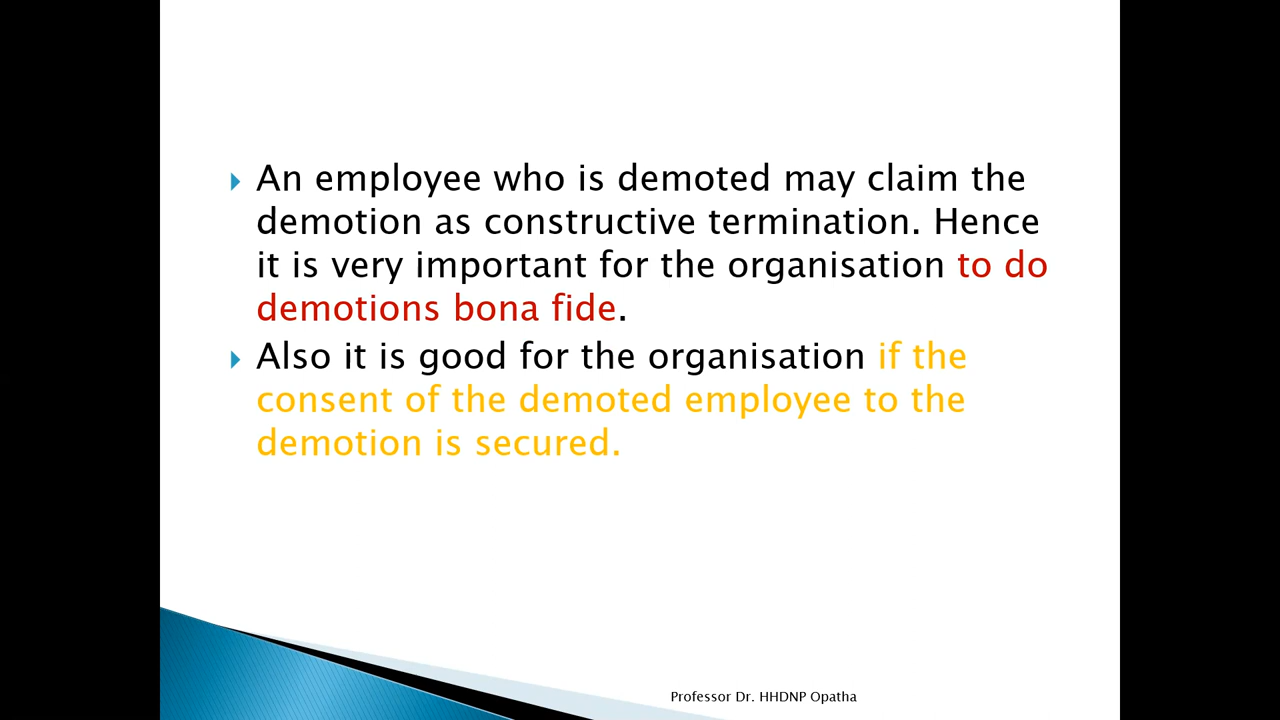 An employee who is demoted may claim the
demotion as constructive termination. Hence
it is very important for the organisation to do
demotions bona fide.
Also it is good for the organisation if the
consent of the demoted employee to the
demotion is secured.
Professor Dr. HHDNP Opatha